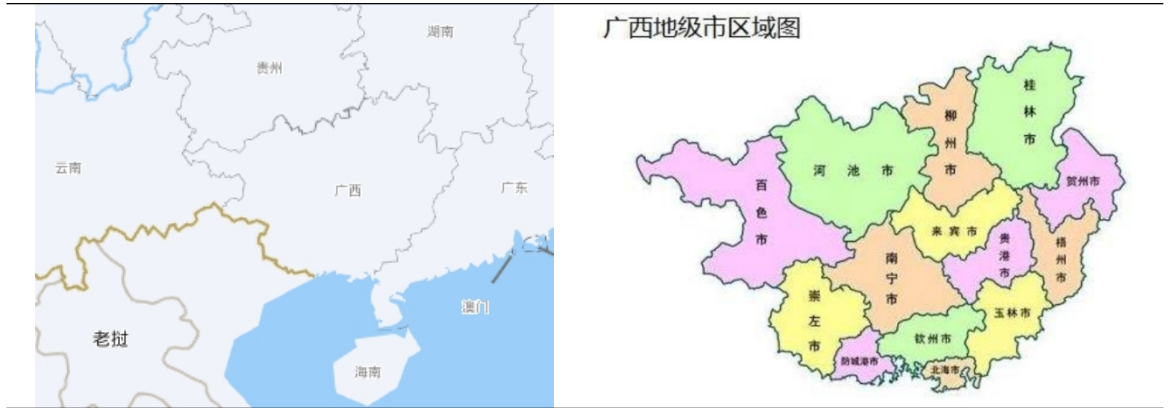 湖南
贵州
云南
广西
广东
澳门
老挝
海南
广西地级市区域图
桂林市
柳州市
河池市
百色市
贺州市
来宾市
贵港市
梧州市
南宁市
崇左市
玉林市
钦州市
防城港市
北海市